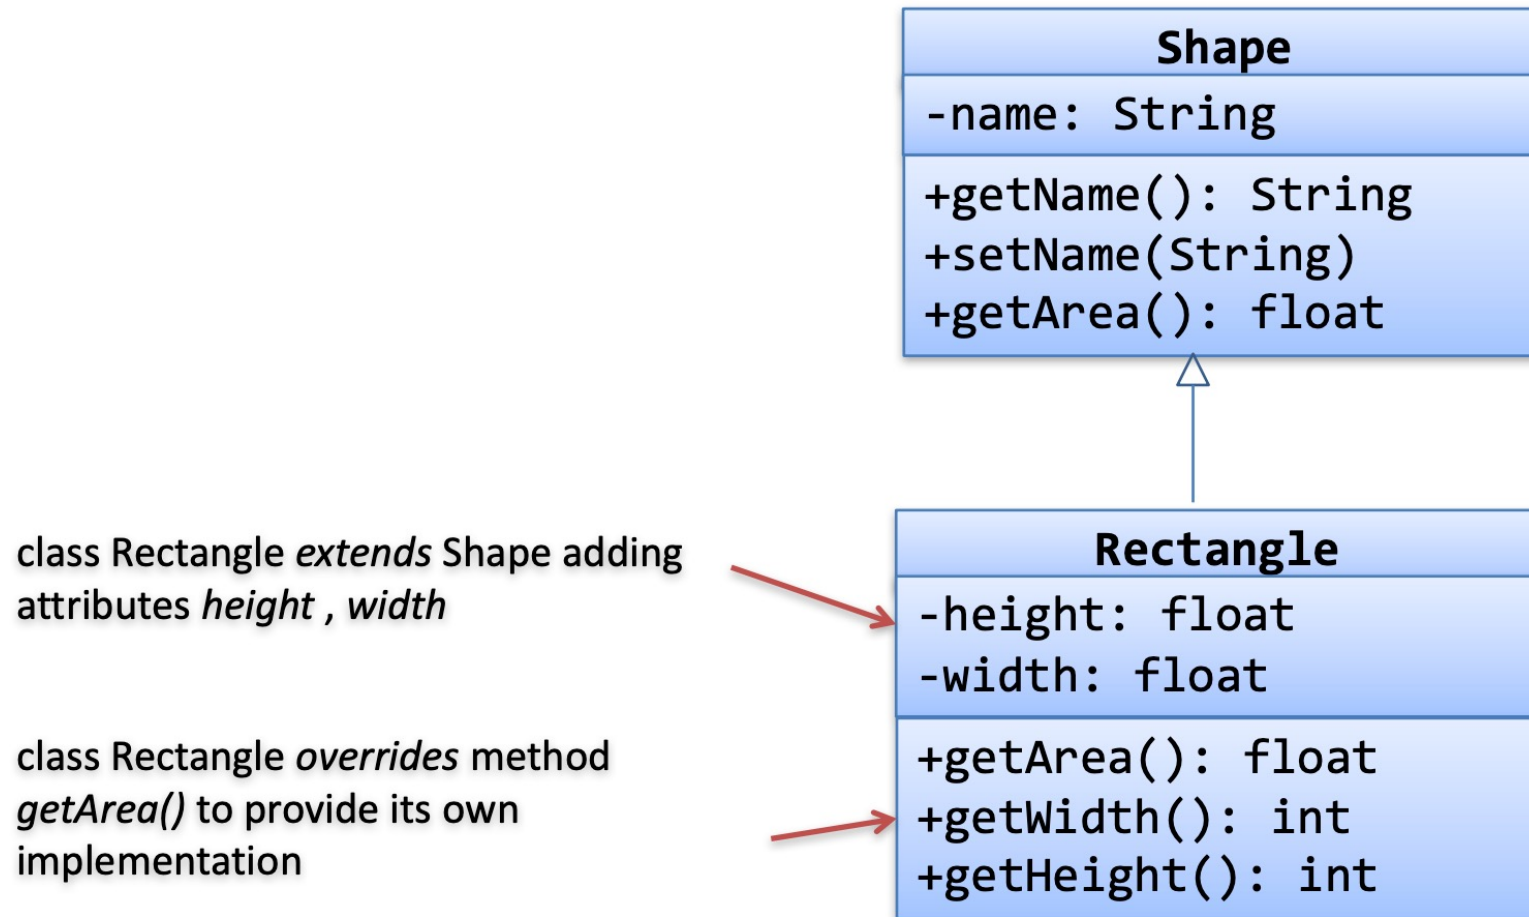 Shape
-name: String
+getName(): String
+setName(String)
+getArea(): float
class Rectangle extends Shape adding
attributes height , width
Rectangle
-height: float
-width: float
class Rectangle overrides method
getArea() to provide its own
implementation
+getArea(): float
+getWidth(): int
+getHeight(): int